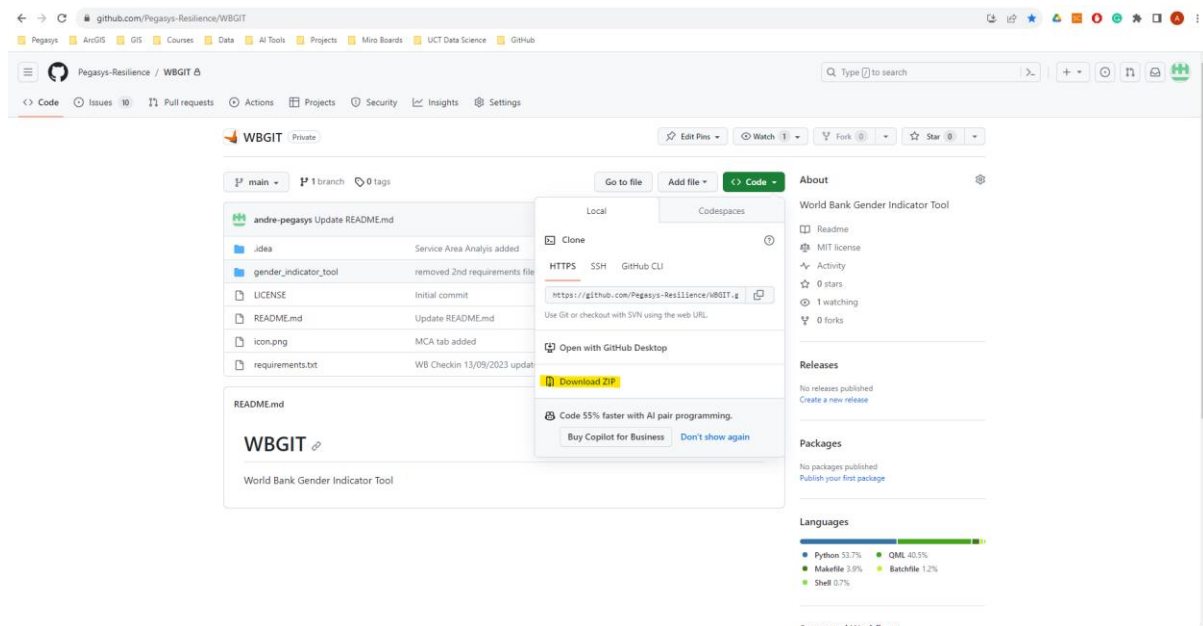 github.com/Pegasys-Resilience/WBGIT
Pegasys ArcGIS GIS Courses Data AI Tools Projects Miro Boards UCT Data Science GitHub
Pegasys-Resilience / WBGIT
Type / to search
<> Code Issues 10 Pull requests Actions Projects Security Insights Settings
WBGIT Private
Edit Pins Watch 1 Fork 0 Star 0
main 1 branch 0 tags
Go to file Add file <> Code
About
World Bank Gender Indicator Tool
Readme
MIT license
Activity
0 stars
1 watching
0 forks
andre-pegasys Update README.md
.idea Service Area Analyis added
gender_indicator_tool removed 2nd requirements file
LICENSE Initial commit
README.md Update README.md
icon.png MCA tab added
requirements.txt WB Checkin 13/09/2023 updat
Local Codespaces
Clone
HTTPS SSH GitHub CLI
https://github.com/Pegasys-Resilience/WBGIT.g
Use Git or checkout with SVN using the web URL.
Open with GitHub Desktop
Download ZIP
Code 55% faster with AI pair programming.
Buy Copilot for Business Don't show again
README.md
WBGIT
World Bank Gender Indicator Tool
Releases
No releases published
Create a new release
Packages
No packages published
Publish your first package
Languages
Python 53.7% QML 40.5%
Makefile 3.9% Batchfile 1.2%
Shell 0.7%